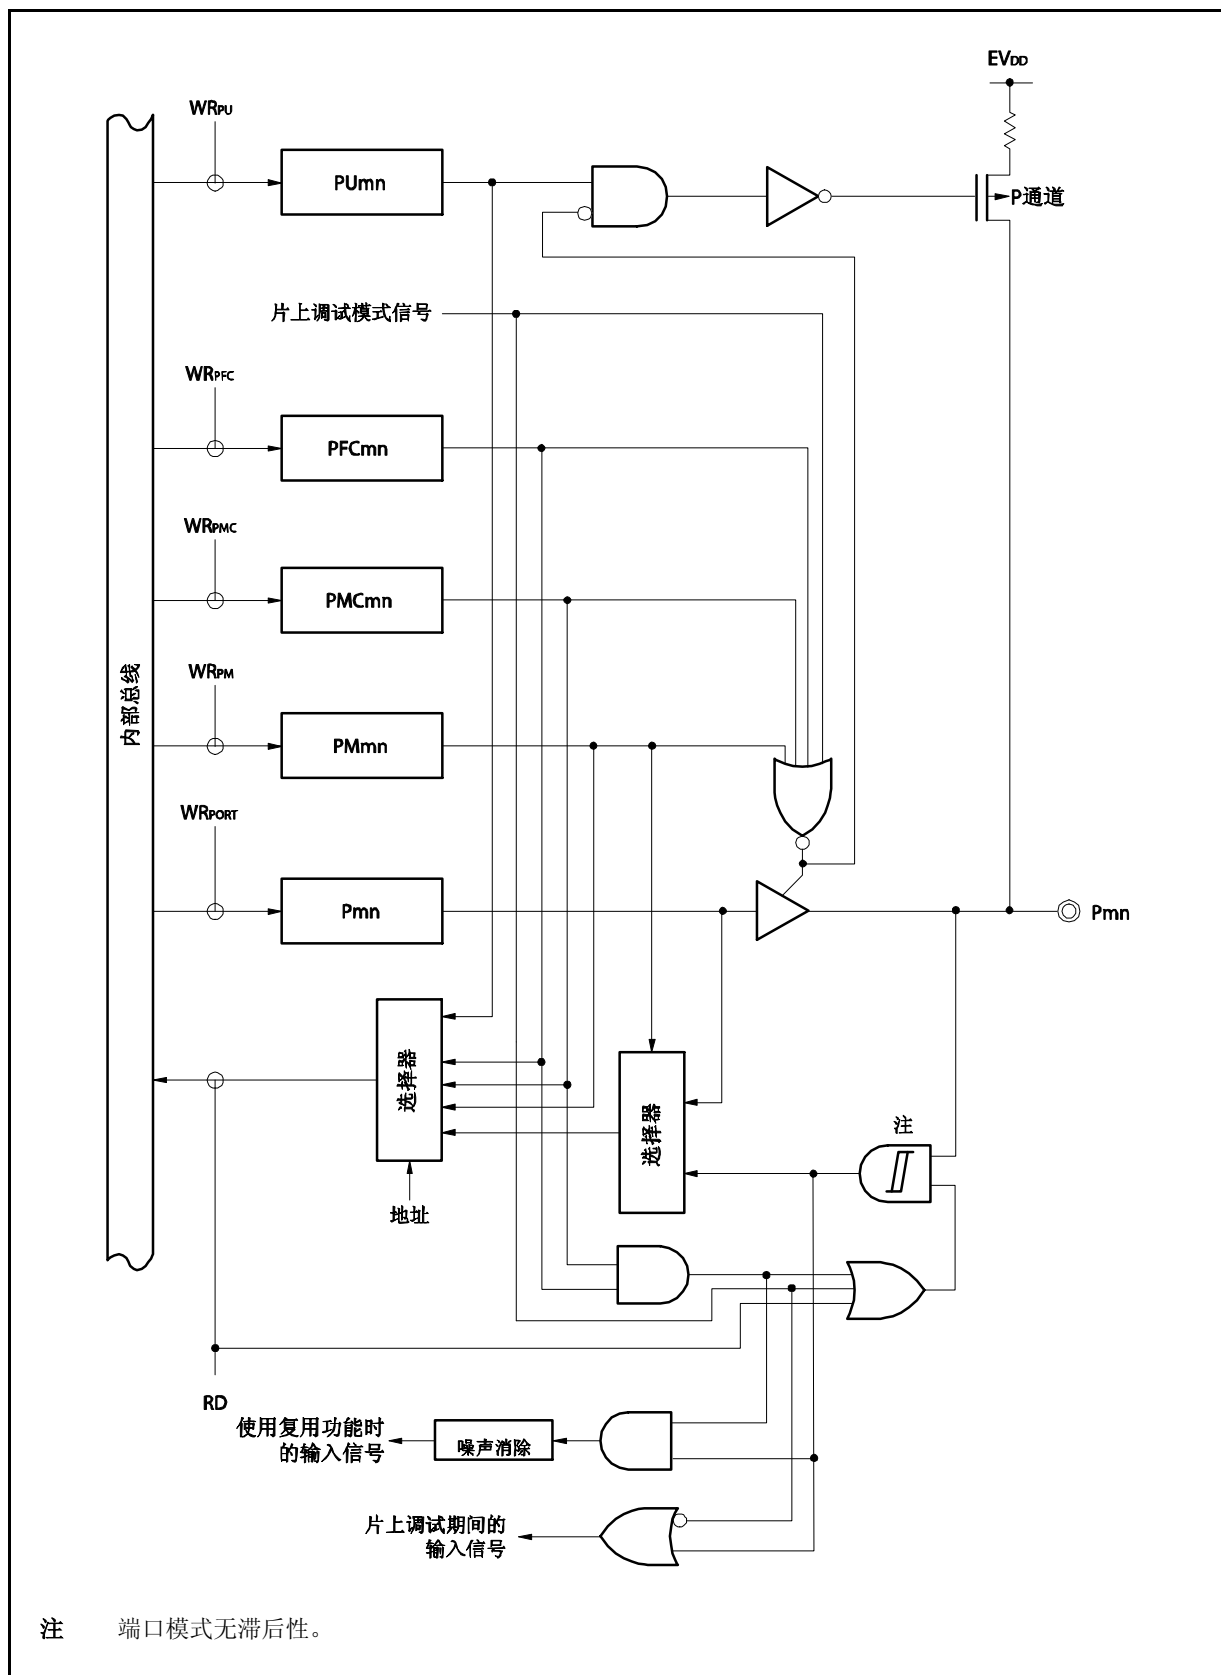 EVDD
WRPU
PUmn
P通道
片上调试模式信号
WRPFC
PFCmn
WRPMC
PMCmn
内部总线
WRPM
PMmn
WRPORT
Pmn
Pmn
选择器
选择器
注
地址
RD
使用复用功能时
的输入信号
噪声消除
片上调试期间的
输入信号
注 端口模式无滞后性。